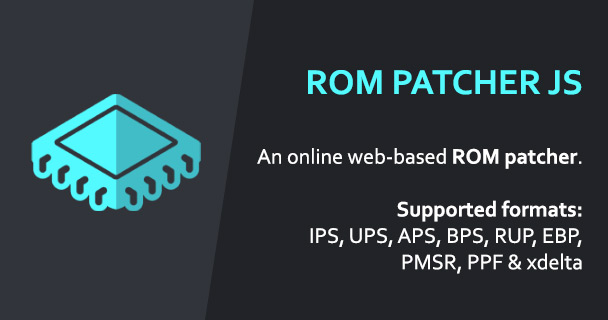 ROM PATCHER JS
An online web-based ROM patcher.
Supported formats:
IPS, UPS, APS, BPS, RUP, EBP,
PMSR, PPF & xdelta